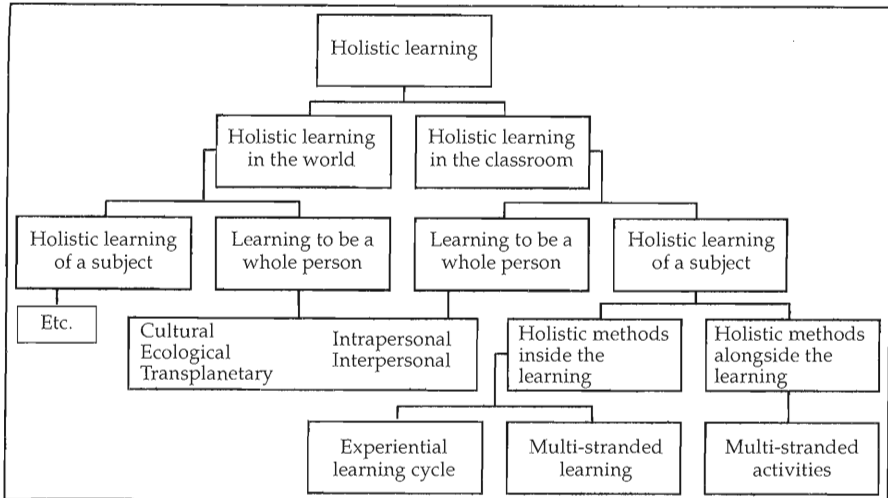 Holistic learning
Holistic learning
in the world
Holistic learning
in the classroom
Holistic learning
of a subject
Learning to be a
whole person
Learning to be a
whole person
Holistic learning
of a subject
Etc.
Cultural
Ecological
Transplanetary
Intrapersonal
Interpersonal
Holistic methods
inside the
learning
Holistic methods
alongside the
learning
Experiential
learning cycle
Multi-stranded
learning
Multi-stranded
activities